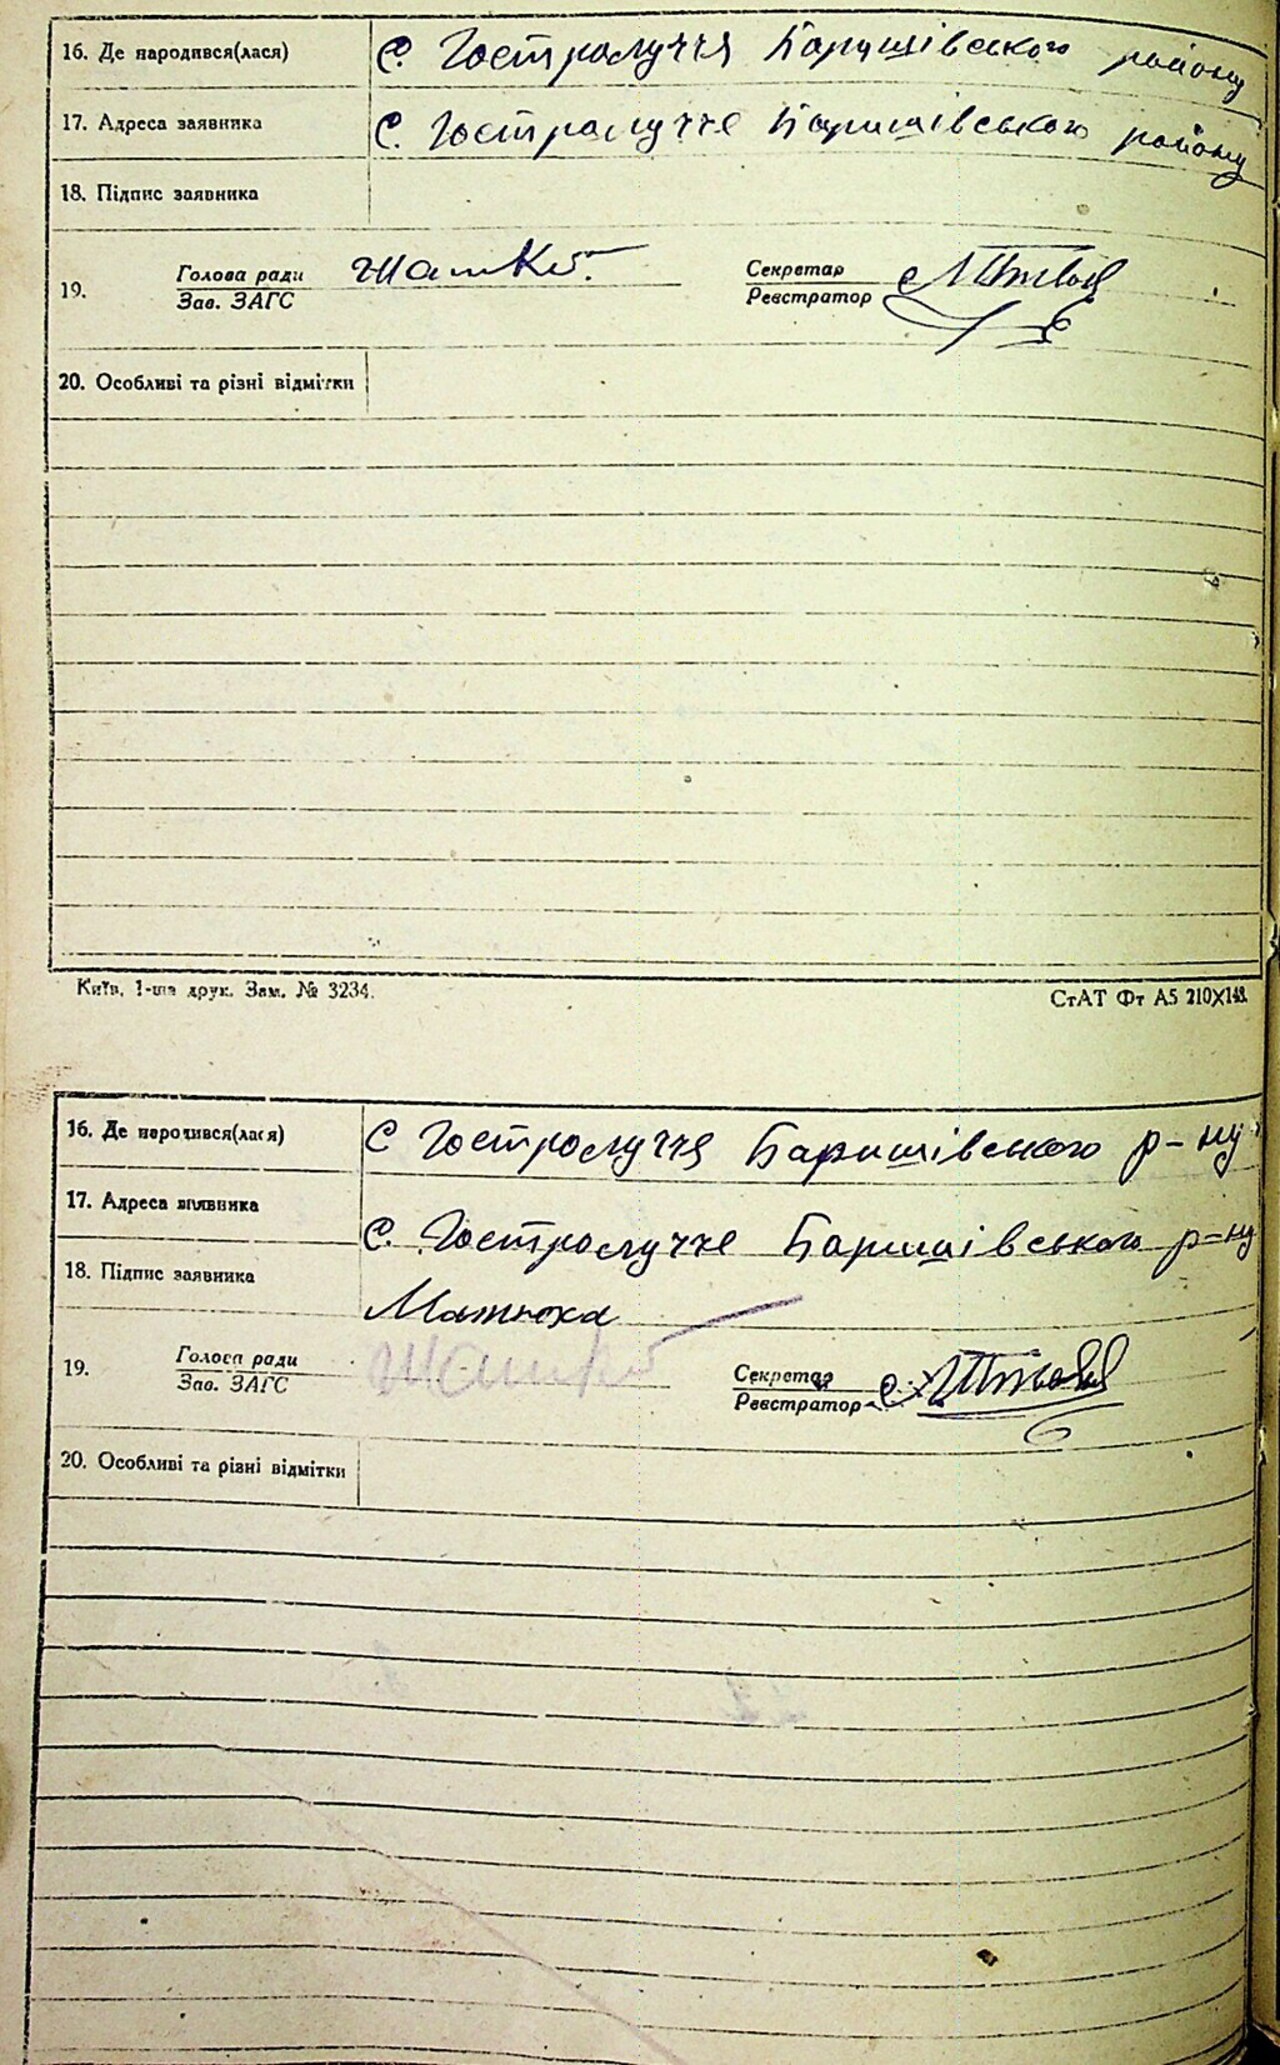 16. Де народився(лася) с. Гостролуччя Баришівського району
17. Адреса заявника с. Гостролучче Баришівського району
18. Підпис заявника
19. Голова ради Зав. ЗАГС Секретар Реєстратор
20. Особливі та різні відмітки
Київ, 1-ша друк. Зам. № 3234. СтАТ Фт А5 210X148.
16. Де народився(лася) с Гостролуччя Баришівського р-ну
17. Адреса заявника с. Гостролучче Баришівського р-ну
18. Підпис заявника Матюха
19. Голова ради Зав. ЗАГС Секретар Реєстратор
20. Особливі та різні відмітки